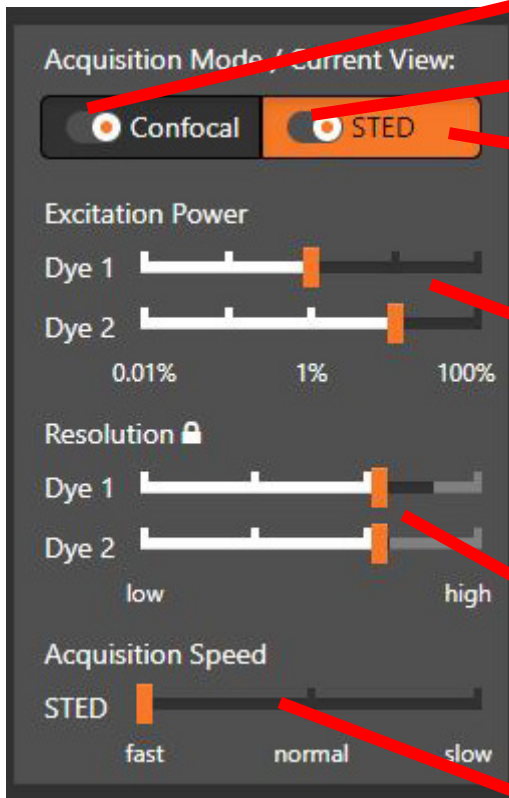 Acquisition Mode / Current View:
Confocal STED
Excitation Power
Dye 1
Dye 2
0.01% 1% 100%
Resolution
Dye 1
Dye 2
low high
Acquisition Speed
STED
fast normal slow